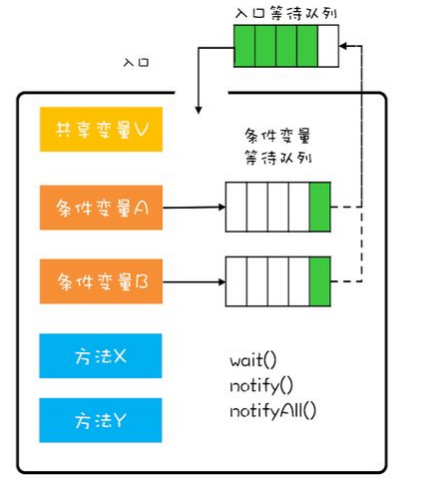 入口等待队列
入口
共享变量V
条件变量
等待队列
条件变量A
条件变量B
方法X
wait()
notify()
notifyAll()
方法Y